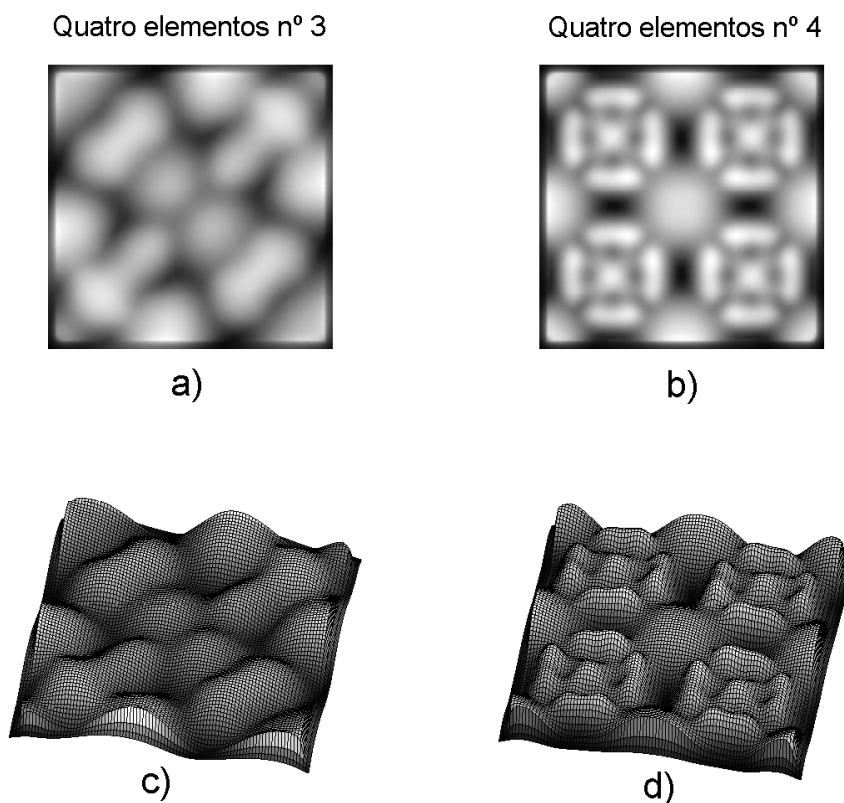 Quatro elementos nº 3
Quatro elementos nº 4
a)
b)
c)
d)